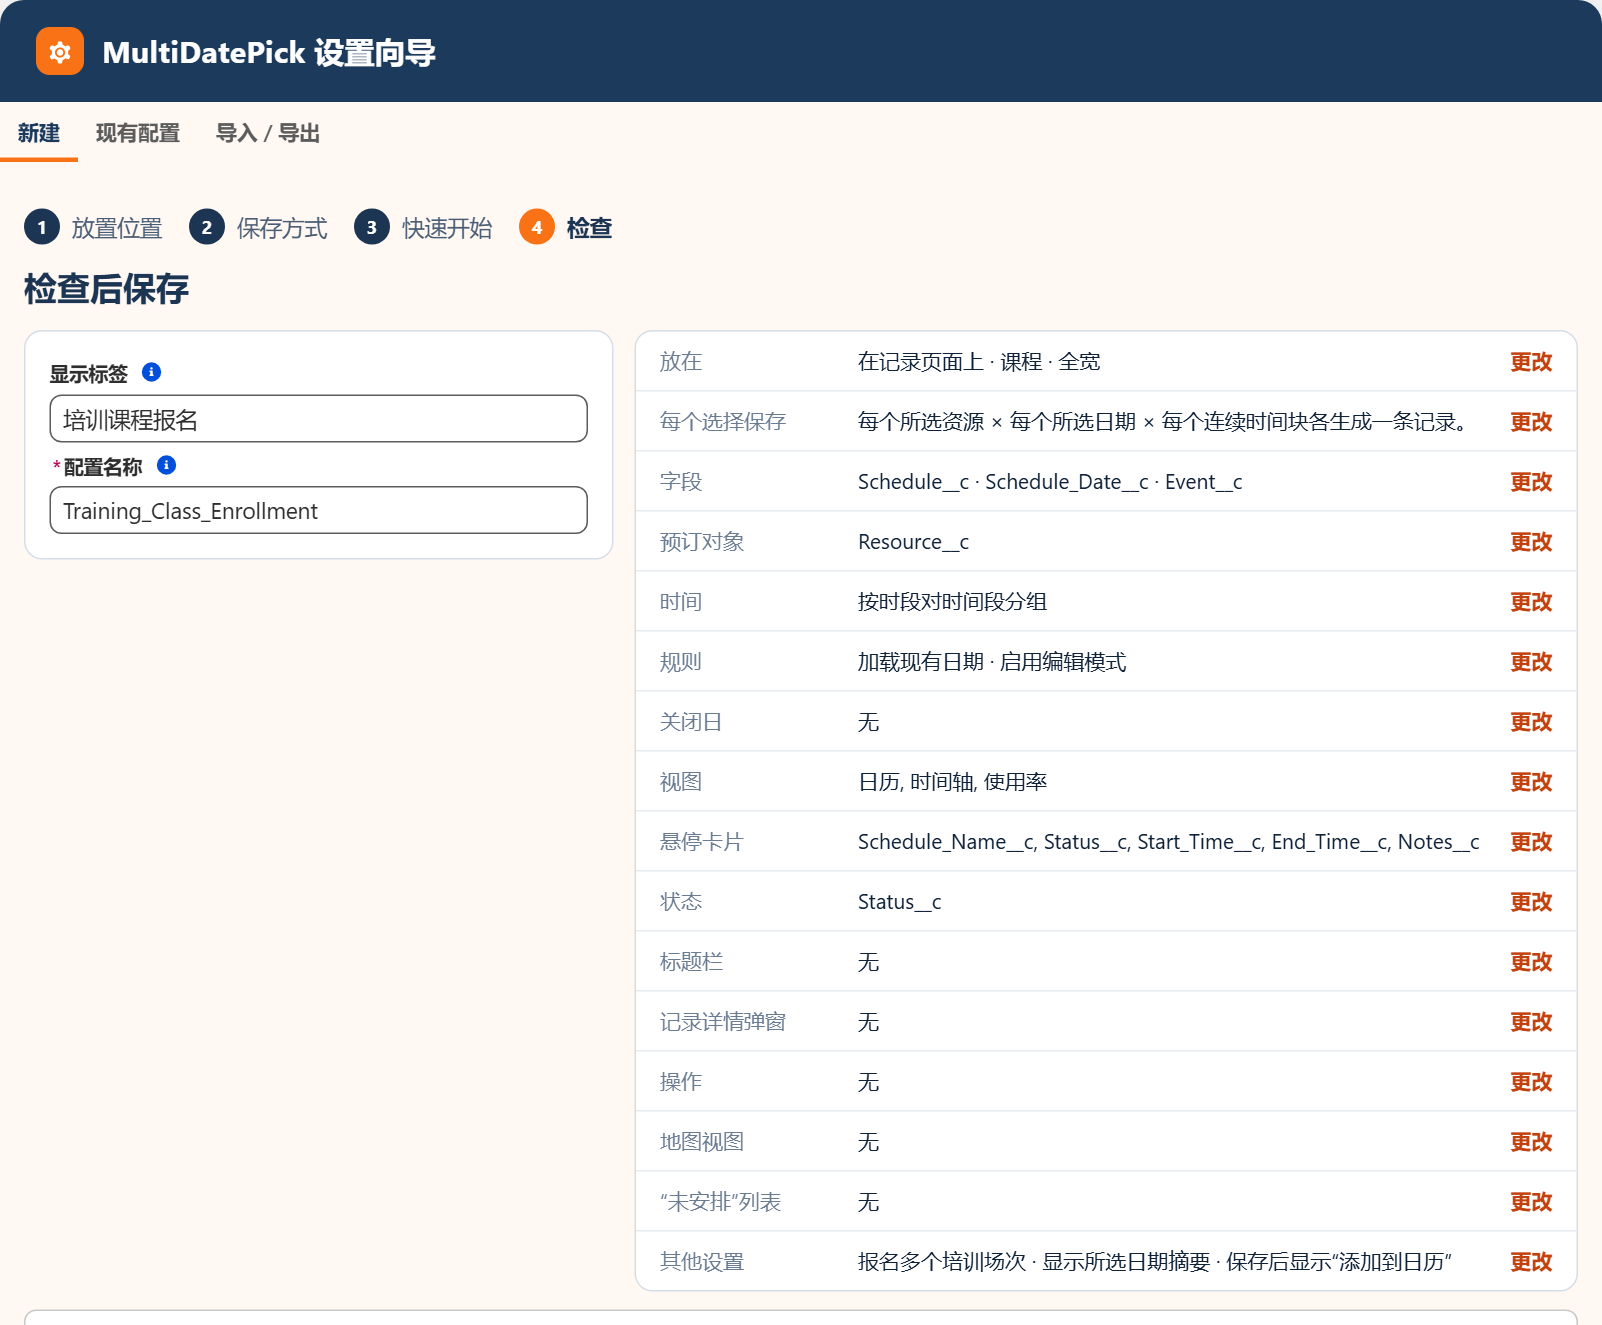 MultiDatePick 设置向导
新建 现有配置 导入 / 导出
1 放置位置 2 保存方式 3 快速开始 4 检查
检查后保存
显示标签
培训课程报名
*配置名称
Training_Class_Enrollment
放在 在记录页面上 · 课程 · 全宽 更改
每个选择保存 每个所选资源 × 每个所选日期 × 每个连续时间块各生成一条记录。 更改
字段 Schedule__c · Schedule_Date__c · Event__c 更改
预订对象 Resource__c 更改
时间 按时段对时间段分组 更改
规则 加载现有日期 · 启用编辑模式 更改
关闭日 无 更改
视图 日历, 时间轴, 使用率 更改
悬停卡片 Schedule_Name__c, Status__c, Start_Time__c, End_Time__c, Notes__c 更改
状态 Status__c 更改
标题栏 无 更改
记录详情弹窗 无 更改
操作 无 更改
地图视图 无 更改
“未安排”列表 无 更改
其他设置 报名多个培训场次 · 显示所选日期摘要 · 保存后显示“添加到日历” 更改